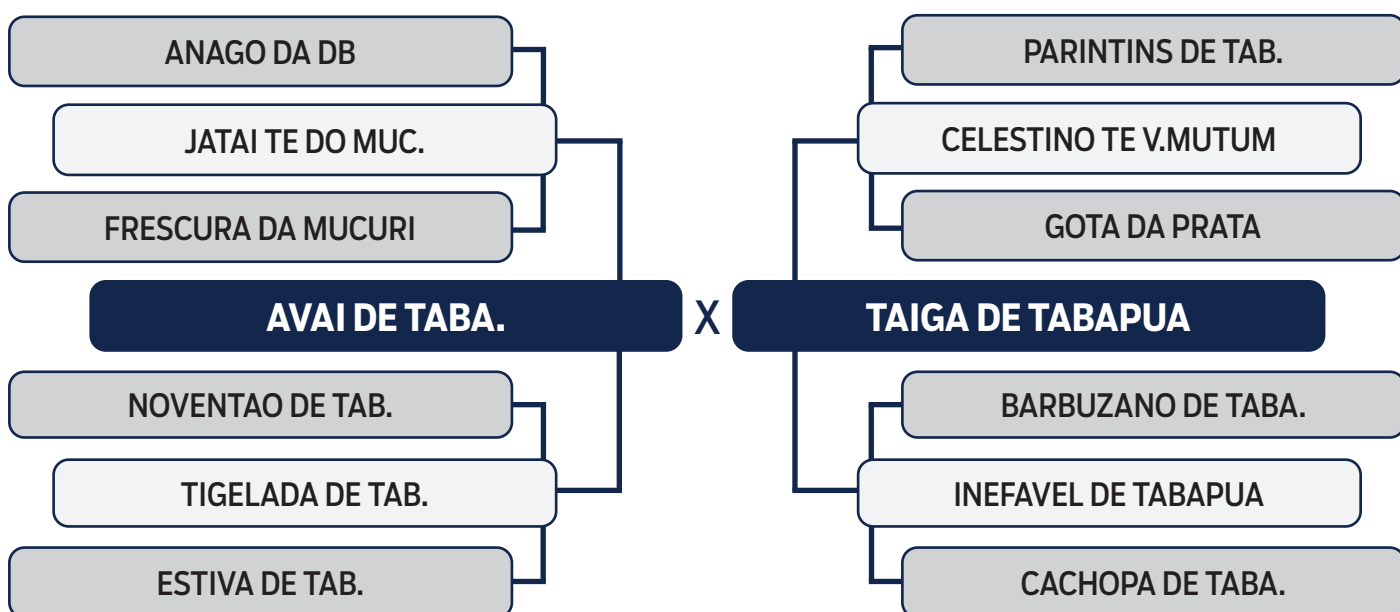 ANAGO DA DB
JATAI TE DO MUC.
FRESCURA DA MUCURI
AVAI DE TABA.
NOVENTAO DE TAB.
TIGELADA DE TAB.
ESTIVA DE TAB.
X
PARINTINS DE TAB.
CELESTINO TE V.MUTUM
GOTA DA PRATA
TAIGA DE TABAPUA
BARBUZANO DE TABA.
INEFAVEL DE TABAPUA
CACHOPA DE TABA.